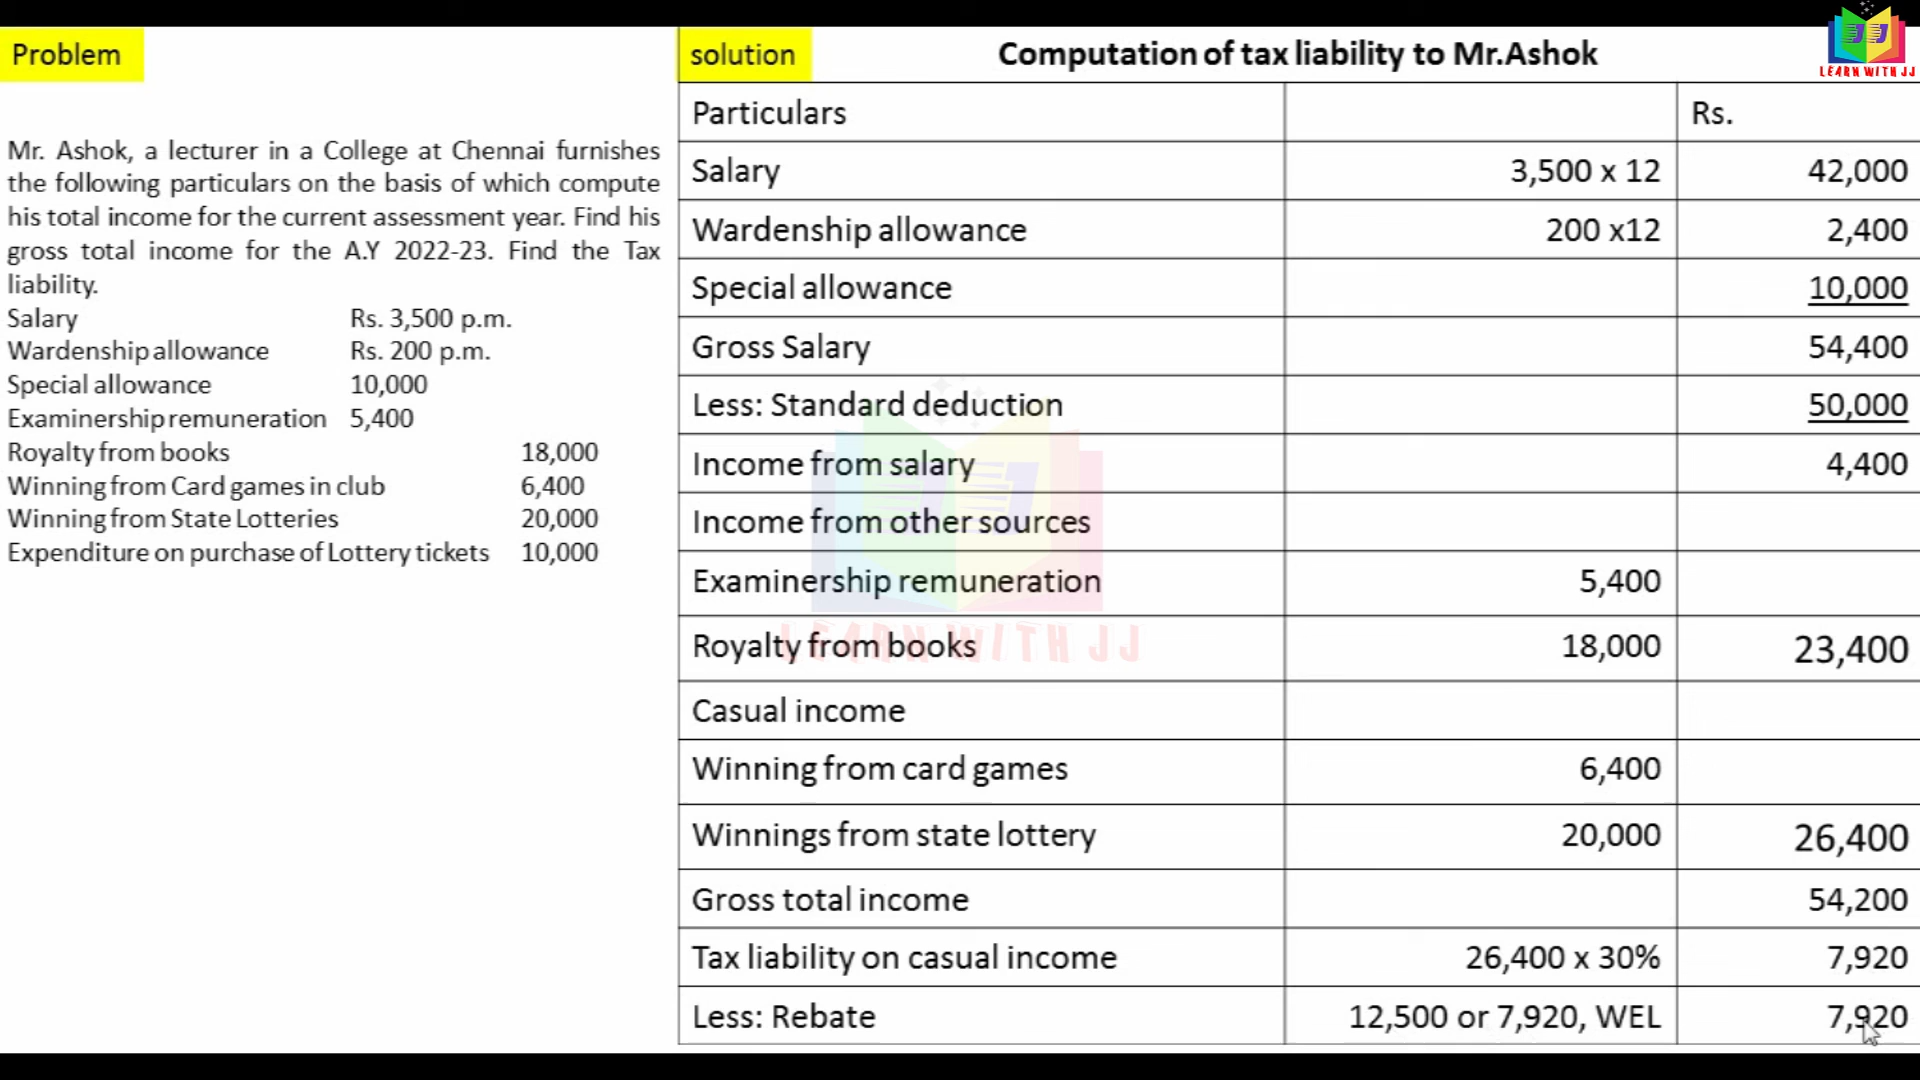 Problem
Mr. Ashok, a lecturer in a College at Chennai furnishes
the following particulars on the basis of which compute
his total income for the current assessment year. Find his
gross total income for the A.Y 2022-23. Find the Tax
liability.
Salary Rs. 3,500 p.m.
Wardenship allowance Rs. 200 p.m.
Special allowance 10,000
Examinership remuneration 5,400
Royalty from books 18,000
Winning from Card games in club 6,400
Winning from State Lotteries 20,000
Expenditure on purchase of Lottery tickets 10,000
solution Computation of tax liability to Mr.Ashok
LEARN WITH JJ
Particulars Rs.
Salary 3,500 x 12 42,000
Wardenship allowance 200 x12 2,400
Special allowance 10,000
Gross Salary 54,400
Less: Standard deduction 50,000
Income from salary 4,400
Income from other sources
Examinership remuneration 5,400
Royalty from books 18,000 23,400
LEARN WITH JJ
Casual income
Winning from card games 6,400
Winnings from state lottery 20,000 26,400
Gross total income 54,200
Tax liability on casual income 26,400 x 30% 7,920
Less: Rebate 12,500 or 7,920, WEL 7,920